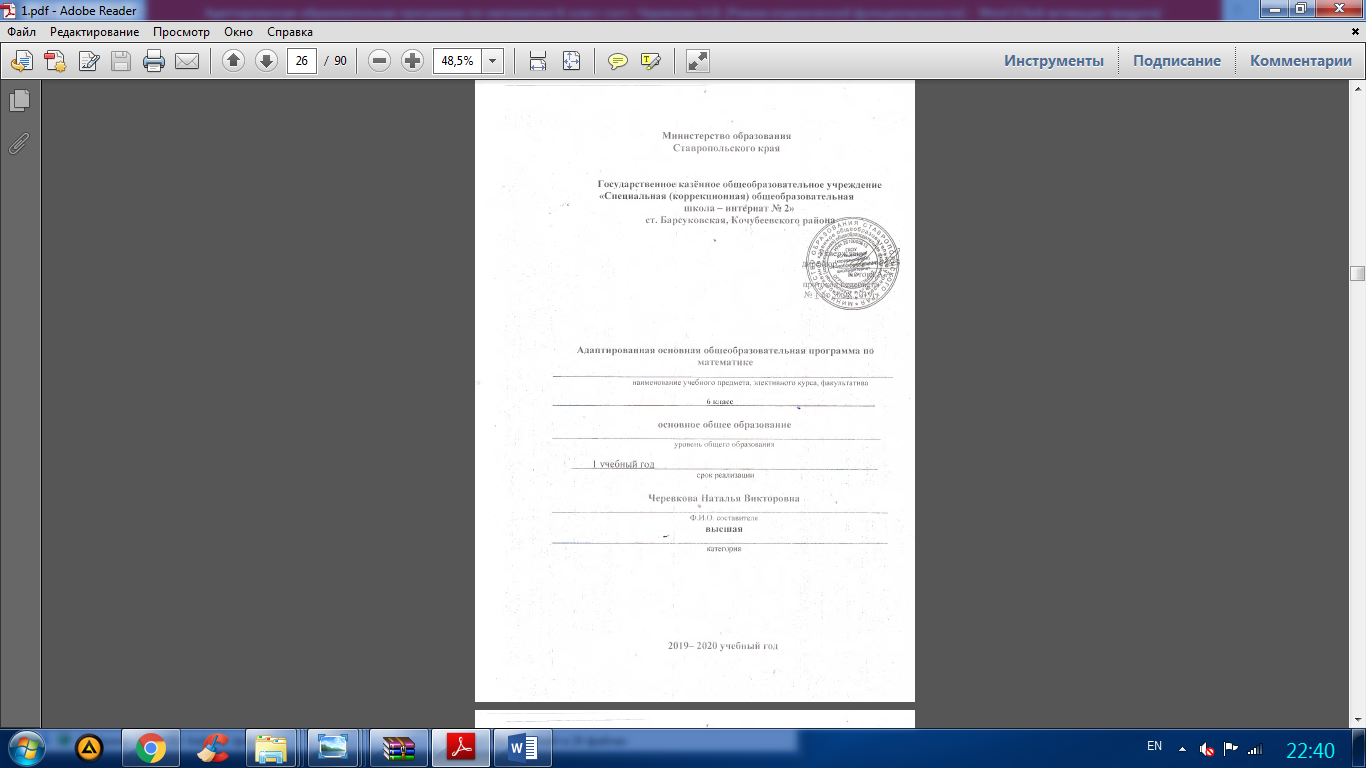 1.pdf - Adobe Reader
Файл Редактирование Просмотр Окно Справка
26 / 90 48,5% Инструменты Подписание Комментарии
Министерство образования
Ставропольского края
Государственное казённое общеобразовательное учреждение
«Специальная (коррекционная) общеобразовательная
школа – интернат № 2»
ст. Барсуковская, Кочубеевского района
Адаптированная основная общеобразовательная программа по
математике
наименование учебного предмета, элективного курса, факультатива
6 класс
основное общее образование
уровень общего образования
1 учебный год
срок реализации
Черевкова Наталья Викторовна
Ф.И.О. составителя
высшая
категория
2019– 2020 учебный год
EN 22:40